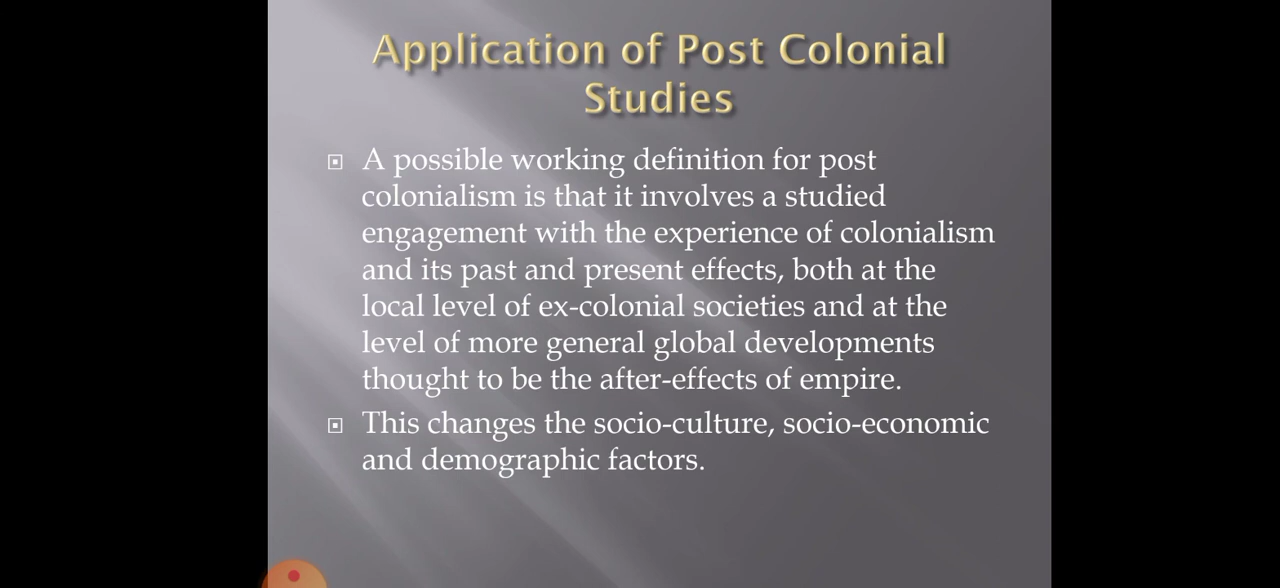 Application of Post Colonial
Studies
A possible working definition for post
colonialism is that it involves a studied
engagement with the experience of colonialism
and its past and present effects, both at the
local level of ex-colonial societies and at the
level of more general global developments
thought to be the after-effects of empire.
This changes the socio-culture, socio-economic
and demographic factors.